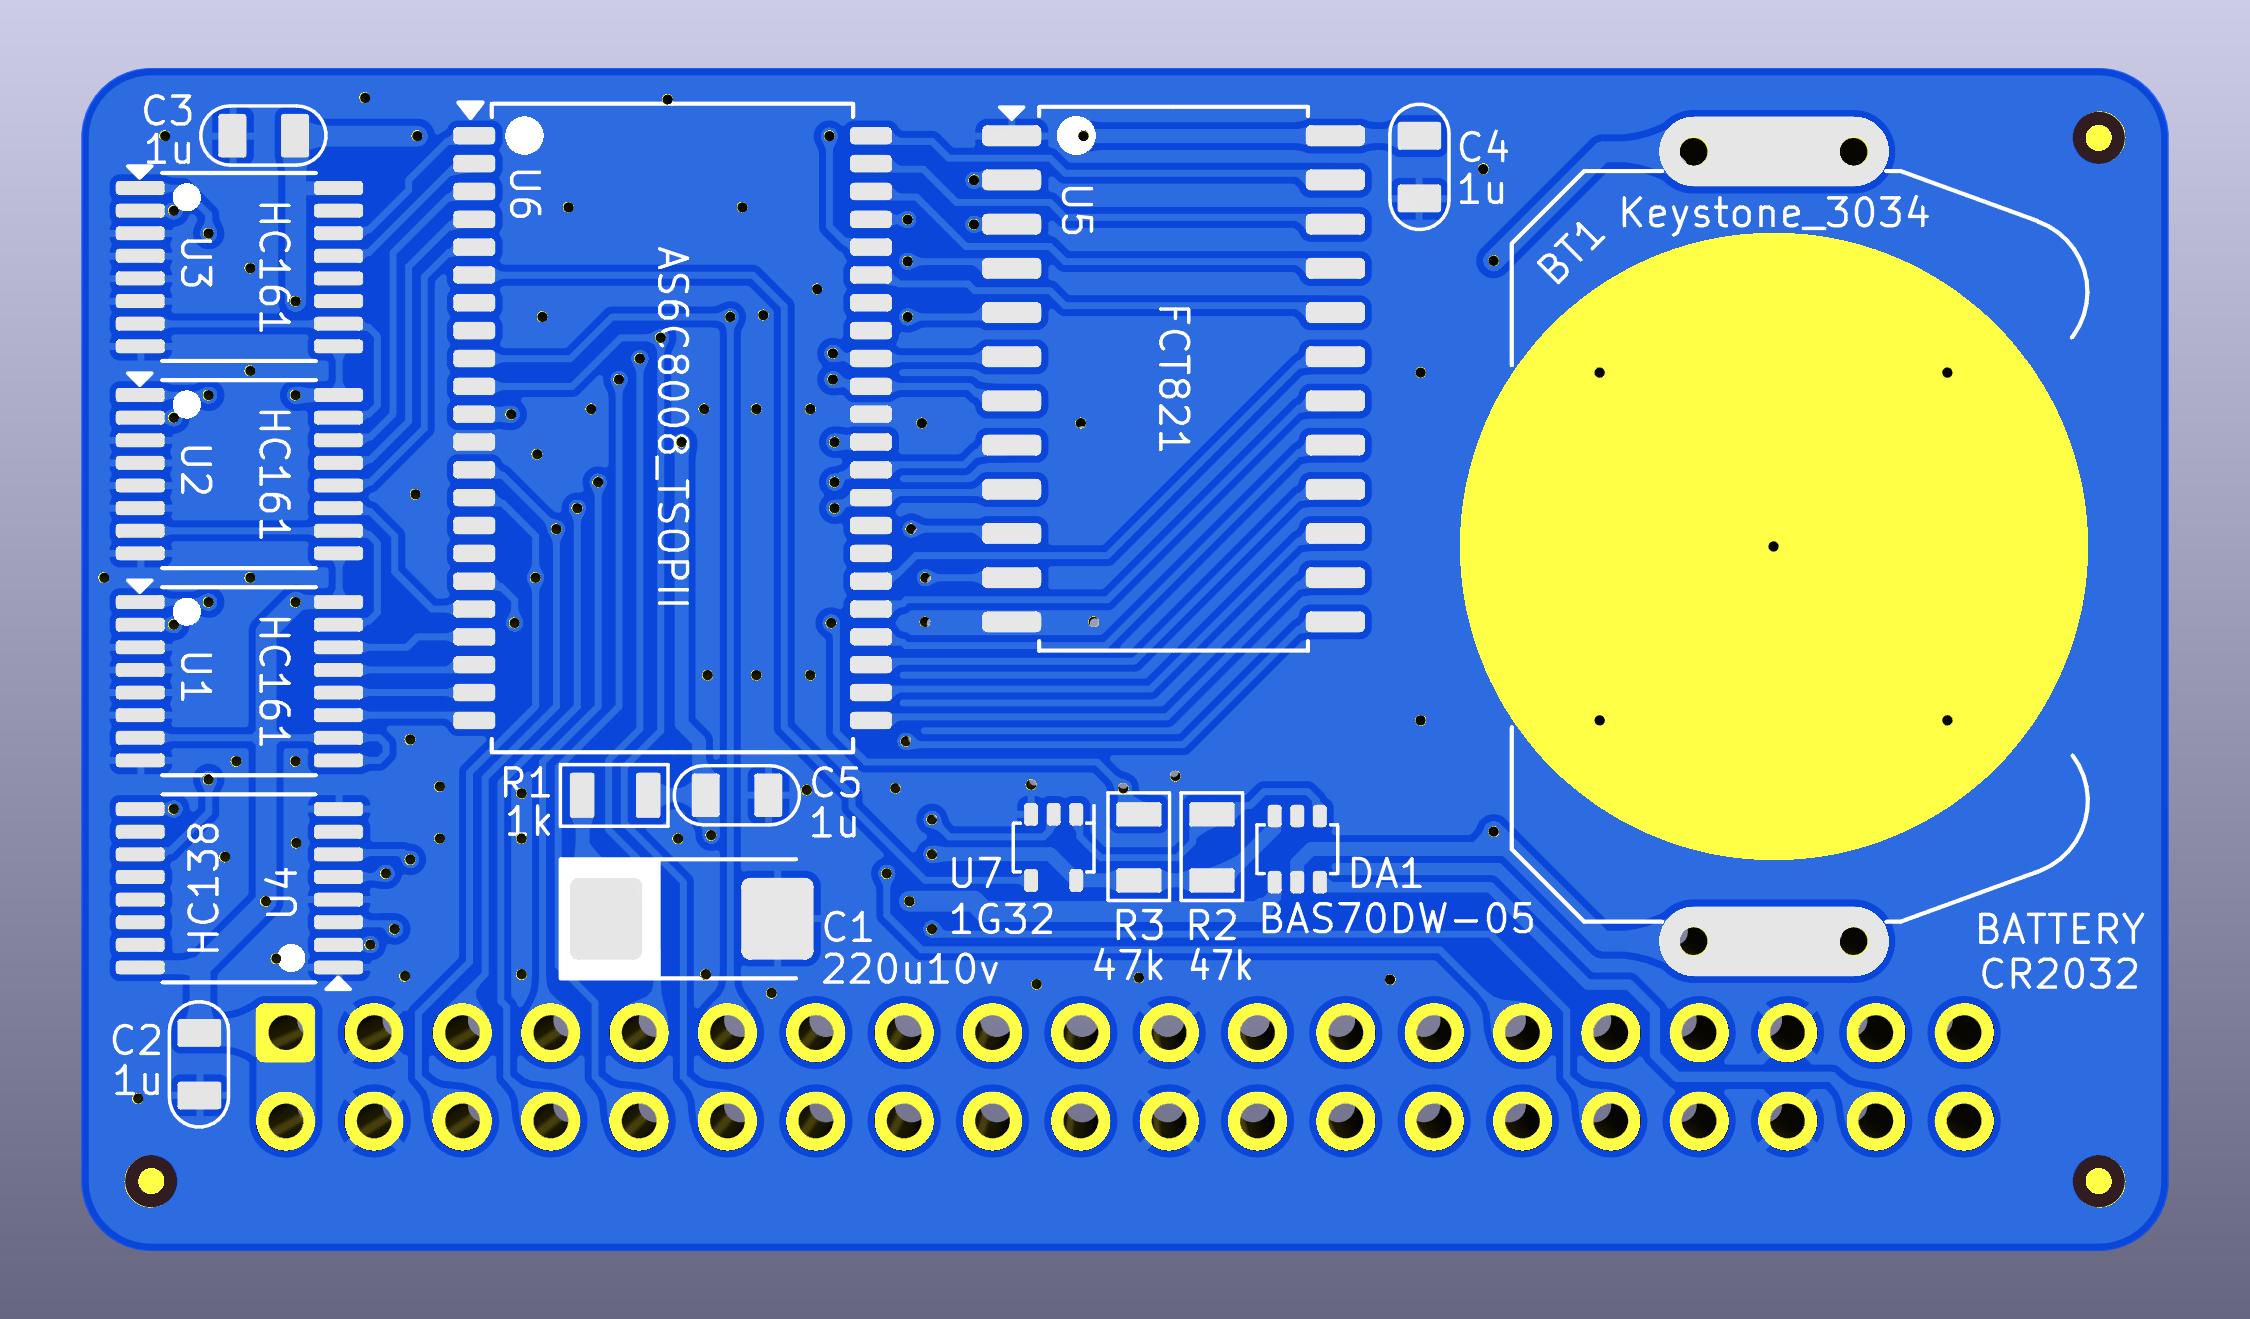 C3
1u
U3
HC161
U2
HC161
U1
HC161
HC138
U4
C2
1u
U6
AS6C8008_TSOPII
R1
1k
C5
1u
C1
220u10v
U5
FCT821
C4
1u
U7
1G32
R3
47k
R2
47k
DA1
BAS70DW-05
BT1
Keystone_3034
BATTERY
CR2032